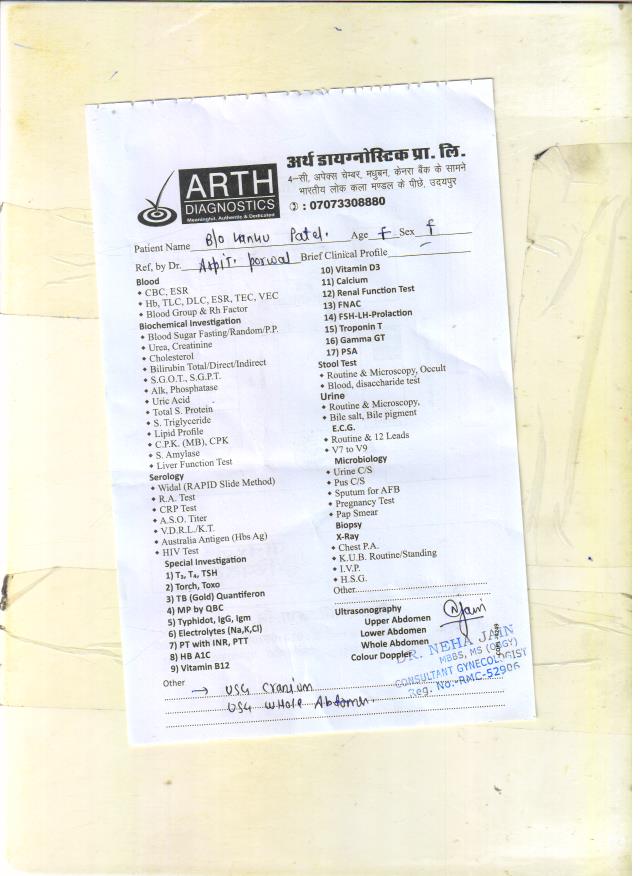 ARTH
DIAGNOSTICS
Meaningful, Authentic & Dedicated
अर्थ डायग्नोस्टिक प्रा. लि.
4-सी, अपेक्स चेम्बर, मधुबन, केनरा बैंक के सामने
भारतीय लोक कला मण्डल के पीछे, उदयपुर
: 07073308880
Patient Name B/o Patel. Age f Sex f
Ref, by Dr. Arpit. porwal Brief Clinical Profile
Blood
• CBC, ESR
• Hb, TLC, DLC, ESR, TEC, VEC
• Blood Group & Rh Factor
Biochemical Investigation
• Blood Sugar Fasting/Random/P.P.
• Urea, Creatinine
• Cholesterol
• Bilirubin Total/Direct/Indirect
• S.G.O.T., S.G.P.T.
• Alk, Phosphatase
• Uric Acid
• Total S. Protein
• S. Triglyceride
• Lipid Profile
• C.P.K. (MB), CPK
• S. Amylase
• Liver Function Test
Serology
• Widal (RAPID Slide Method)
• R.A. Test
• CRP Test
• A.S.O. Titer
• V.D.R.L./K.T.
• Australia Antigen (Hbs Ag)
• HIV Test
Special Investigation
1) T₃, T₄, TSH
2) Torch, Toxo
3) TB (Gold) Quantiferon
4) MP by QBC
5) Typhidot, IgG, Igm
6) Electrolytes (Na,K,Cl)
7) PT with INR, PTT
8) HB A1C
9) Vitamin B12
10) Vitamin D3
11) Calcium
12) Renal Function Test
13) FNAC
14) FSH-LH-Prolaction
15) Troponin T
16) Gamma GT
17) PSA
Stool Test
• Routine & Microscopy, Occult
• Blood, disaccharide test
Urine
• Routine & Microscopy,
• Bile salt, Bile pigment
E.C.G.
• Routine & 12 Leads
• V7 to V9
Microbiology
• Urine C/S
• Pus C/S
• Sputum for AFB
• Pregnancy Test
• Pap Smear
Biopsy
X-Ray
• Chest P.A.
• K.U.B. Routine/Standing
• I.V.P.
• H.S.G.
Other
Ultrasonography
Upper Abdomen
Lower Abdomen
Whole Abdomen
Colour Doppler
NJain
DR. NEHA JAIN
MBBS, MS (OBGY)
CONSULTANT GYNECOLOGISY
Reg. No.-RMC-52906
Other → USG Cranium
USG Whole Abdomen.